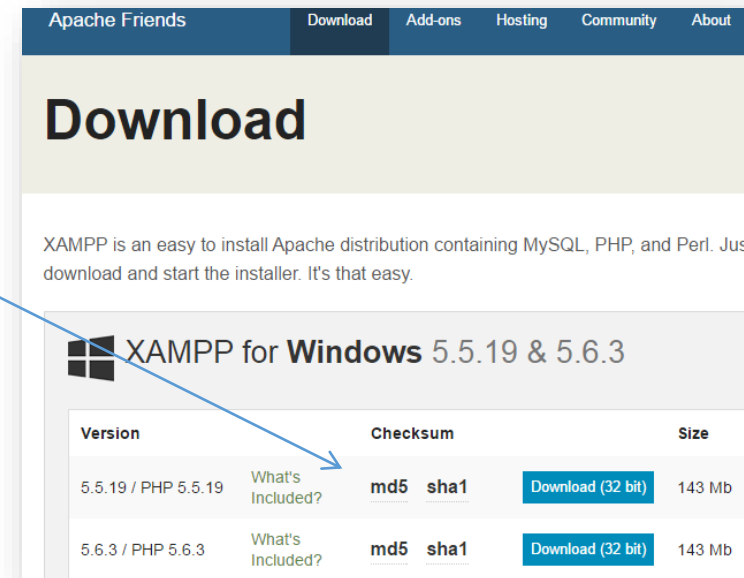 Apache Friends Download Add-ons Hosting Community About
Download
XAMPP is an easy to install Apache distribution containing MySQL, PHP, and Perl. Jus
download and start the installer. It's that easy.
XAMPP for Windows 5.5.19 & 5.6.3
Version Checksum Size
5.5.19 / PHP 5.5.19 What's Included? md5 sha1 Download (32 bit) 143 Mb
5.6.3 / PHP 5.6.3 What's Included? md5 sha1 Download (32 bit) 143 Mb